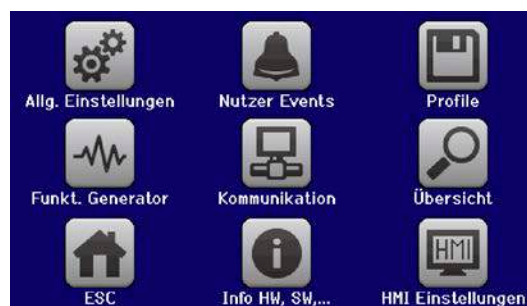 Allg. Einstellungen
Nutzer Events
Profile
Funkt. Generator
Kommunikation
Übersicht
HMI
ESC
Info HW, SW,...
HMI Einstellungen